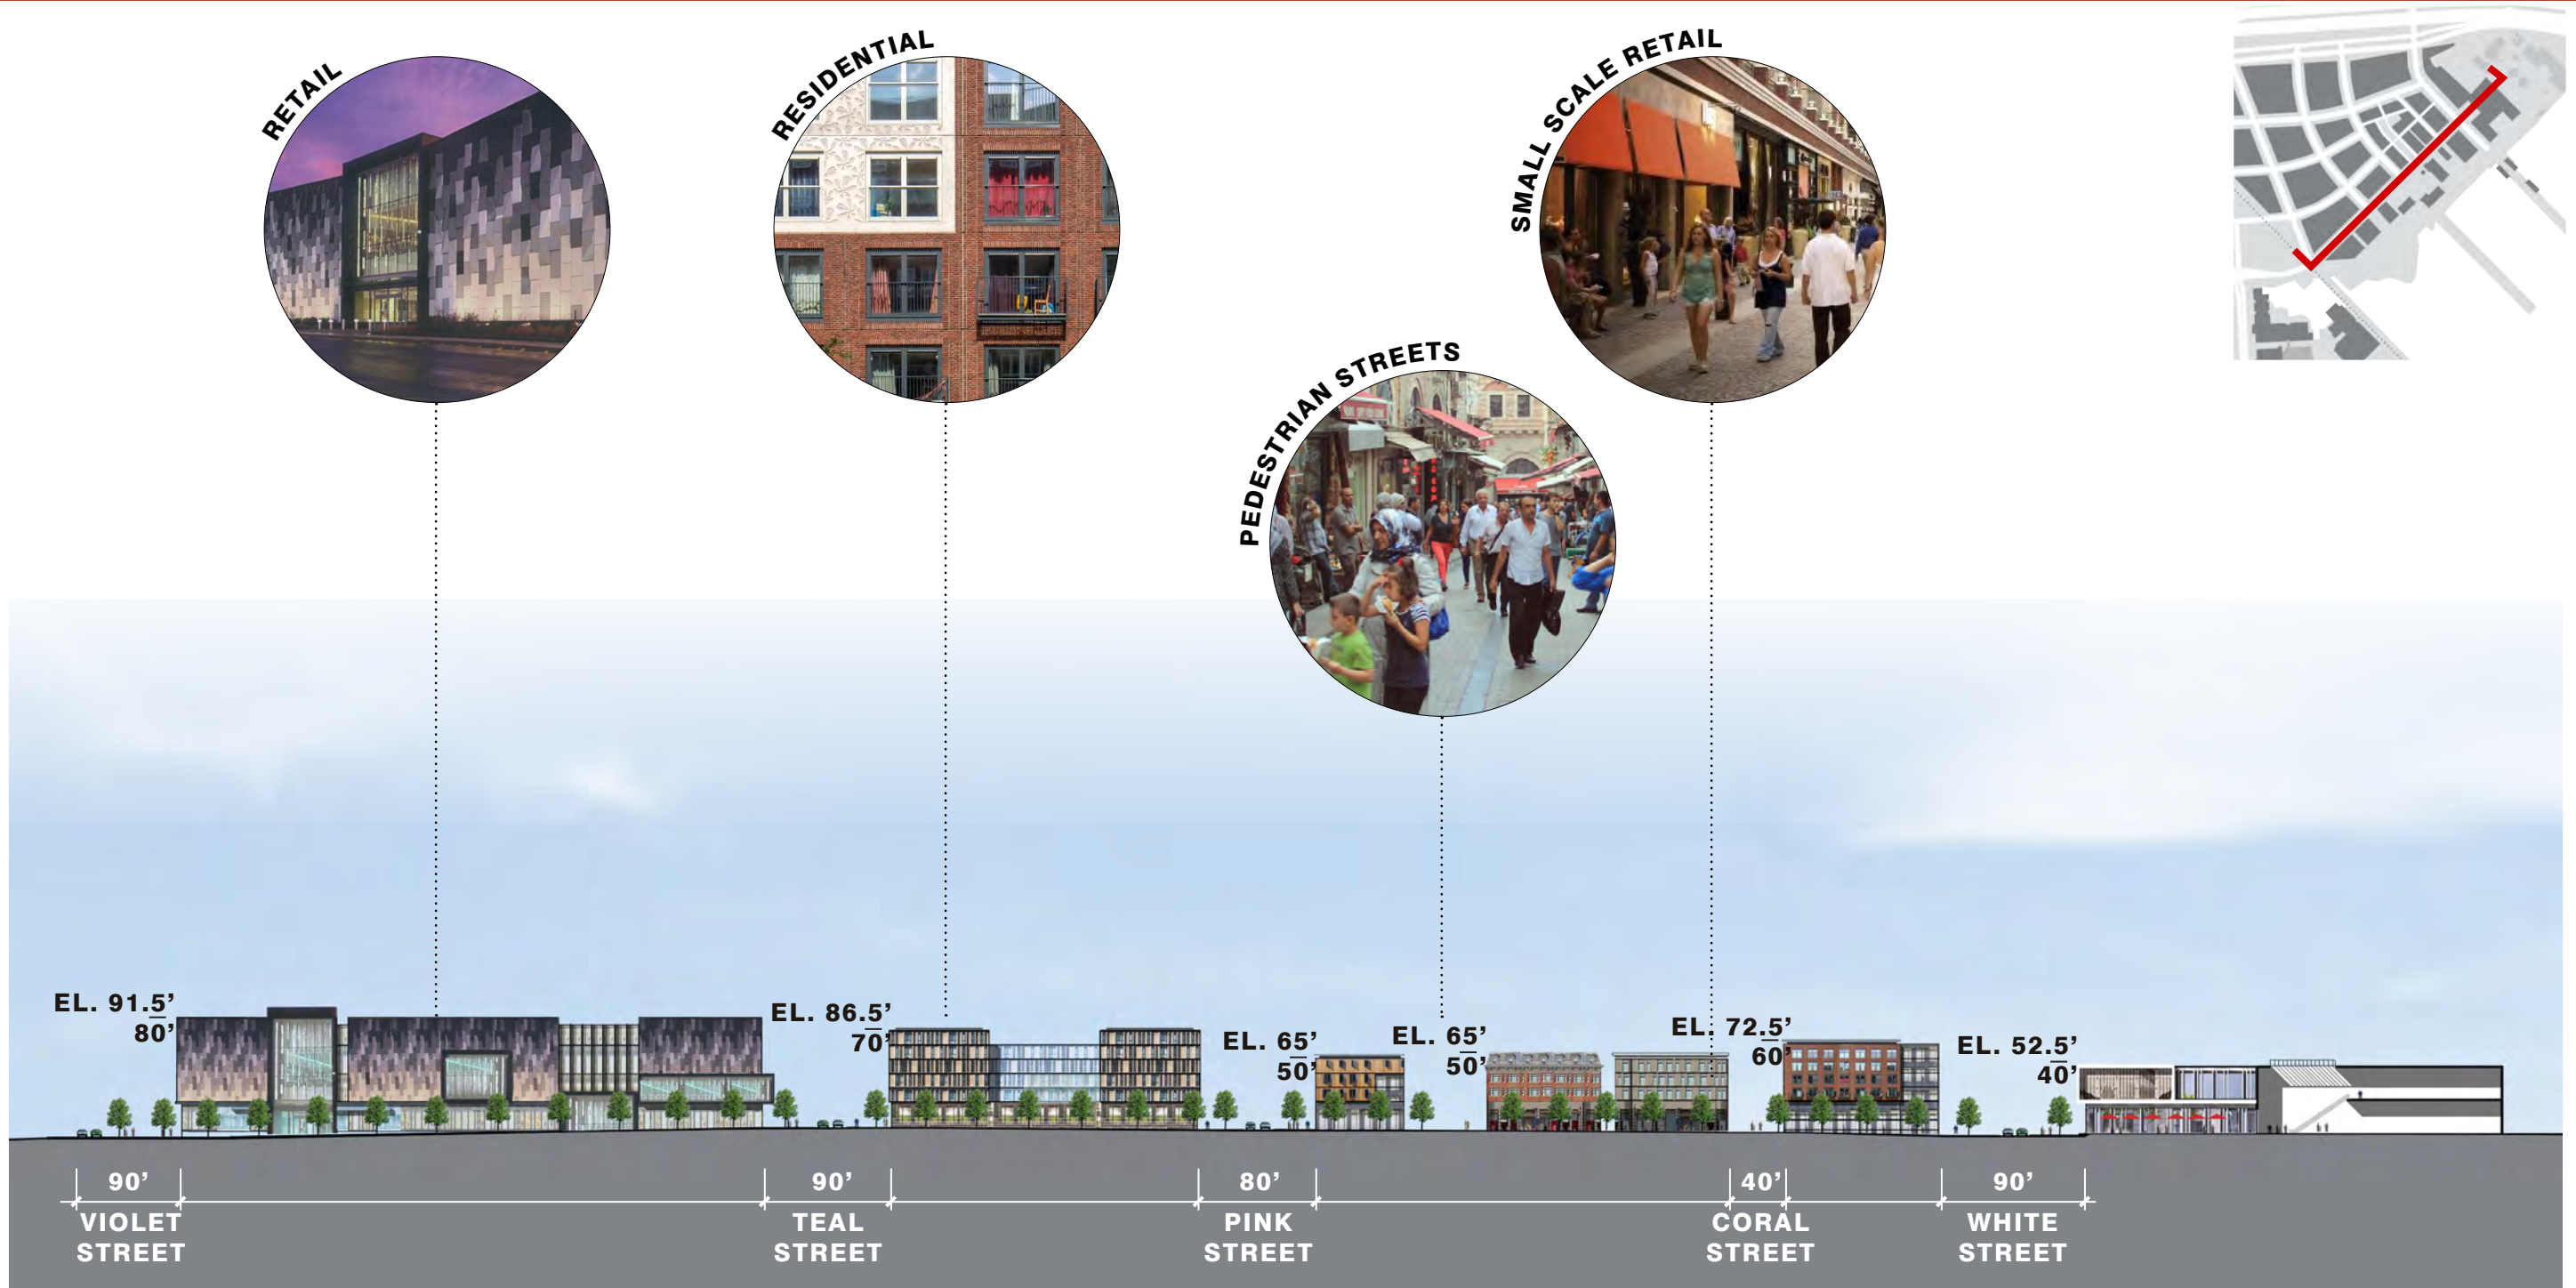 RETAIL
RESIDENTIAL
SMALL SCALE RETAIL
PEDESTRIAN STREETS
EL. 91.5’
80’
EL. 86.5’
70’
EL. 65’
50’
EL. 65’
50’
EL. 72.5’
60’
EL. 52.5’
40’
90’
90’
80’
40’
90’
VIOLET
STREET
TEAL
STREET
PINK
STREET
CORAL
STREET
WHITE
STREET